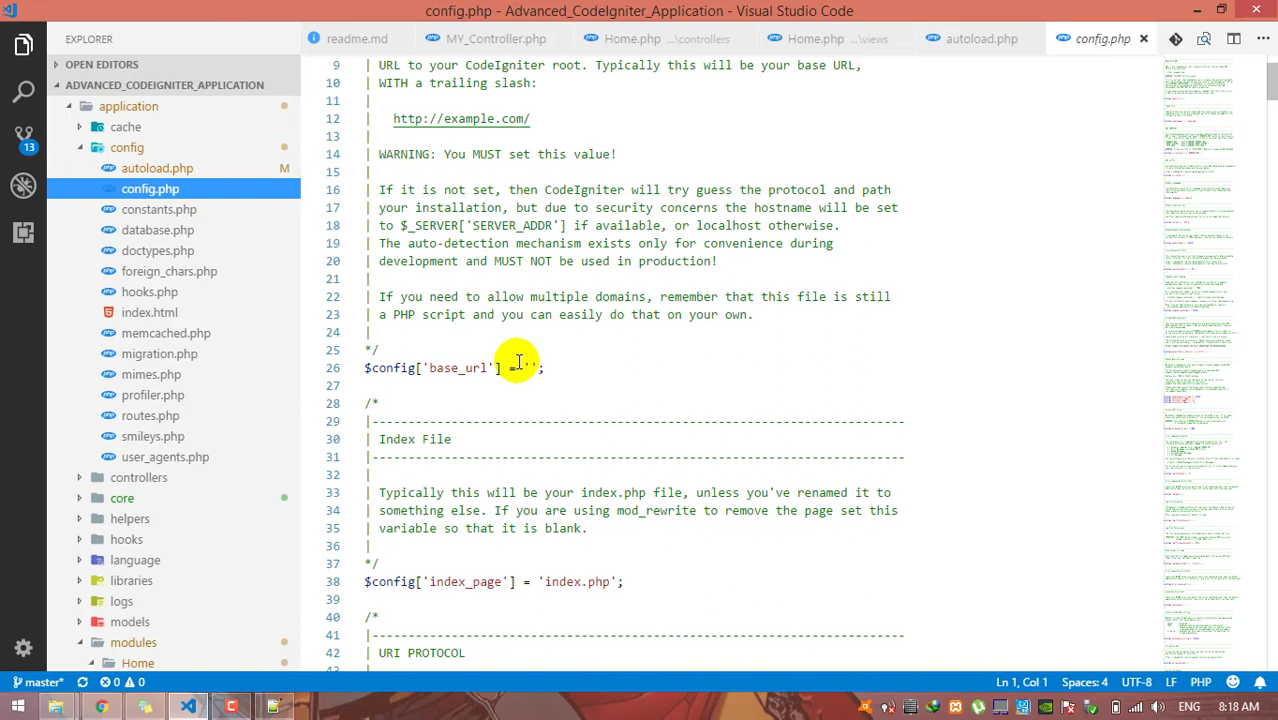 config.php - Advanced_CodeIgniter_Application - Visual Studio Code
EXPLORER
readme.md
MY_Controller.php
Home.php ...\controllers
Home.php ...\views
autoload.php
config.php
OPEN EDITORS
ADVANCED_CODEIGNITER_APPLICATION
application
cache
config
autoload.php M
config.php
constants.php
database.php
doctypes.php
foreign_chars.php
hooks.php
index.html
memcached.php
migration.php
mimes.php
profiler.php
routes.php
smileys.php
user_agents.php
controllers
core
helpers
hooks
language
libraries
logs
models
modules
Home
13
9 | URL to your CodeIgniter root. Typically this will be your base URL,
10 | WITH a trailing slash:
11 |
12 | http://example.com/
13 |
14 | WARNING: You MUST set this value!
15 |
16 | If it is not set, then CodeIgniter will try guess the protocol and path
17 | your installation, but due to security concerns the hostname will be set
18 | to $_SERVER['SERVER_ADDR'] if available, or localhost otherwise.
19 | The auto-detection mechanism exists only for convenience during
20 | development and MUST NOT be used in production!
21 |
22 | If you need to allow multiple domains, remember that this file is still
23 | a PHP script and you can easily do that on your own.
24 |
25 */
26 $config['base_url'] = '';
27
28 /*
29 |--------------------------------------------------------------------------
30 | Index File
31 |--------------------------------------------------------------------------
32 |
33 | Typically this will be your index.php file, unless you've renamed it to
34 | something else. If you are using mod_rewrite to remove the page set this
35 | variable so that it is blank.
36 |
37 */
38 $config['index_page'] = 'index.php';
39
40 /*
41 |--------------------------------------------------------------------------
42 | URI PROTOCOL
43
master*
0
0
Ln 1, Col 1
Spaces: 4
UTF-8
LF
PHP
8:18 AM